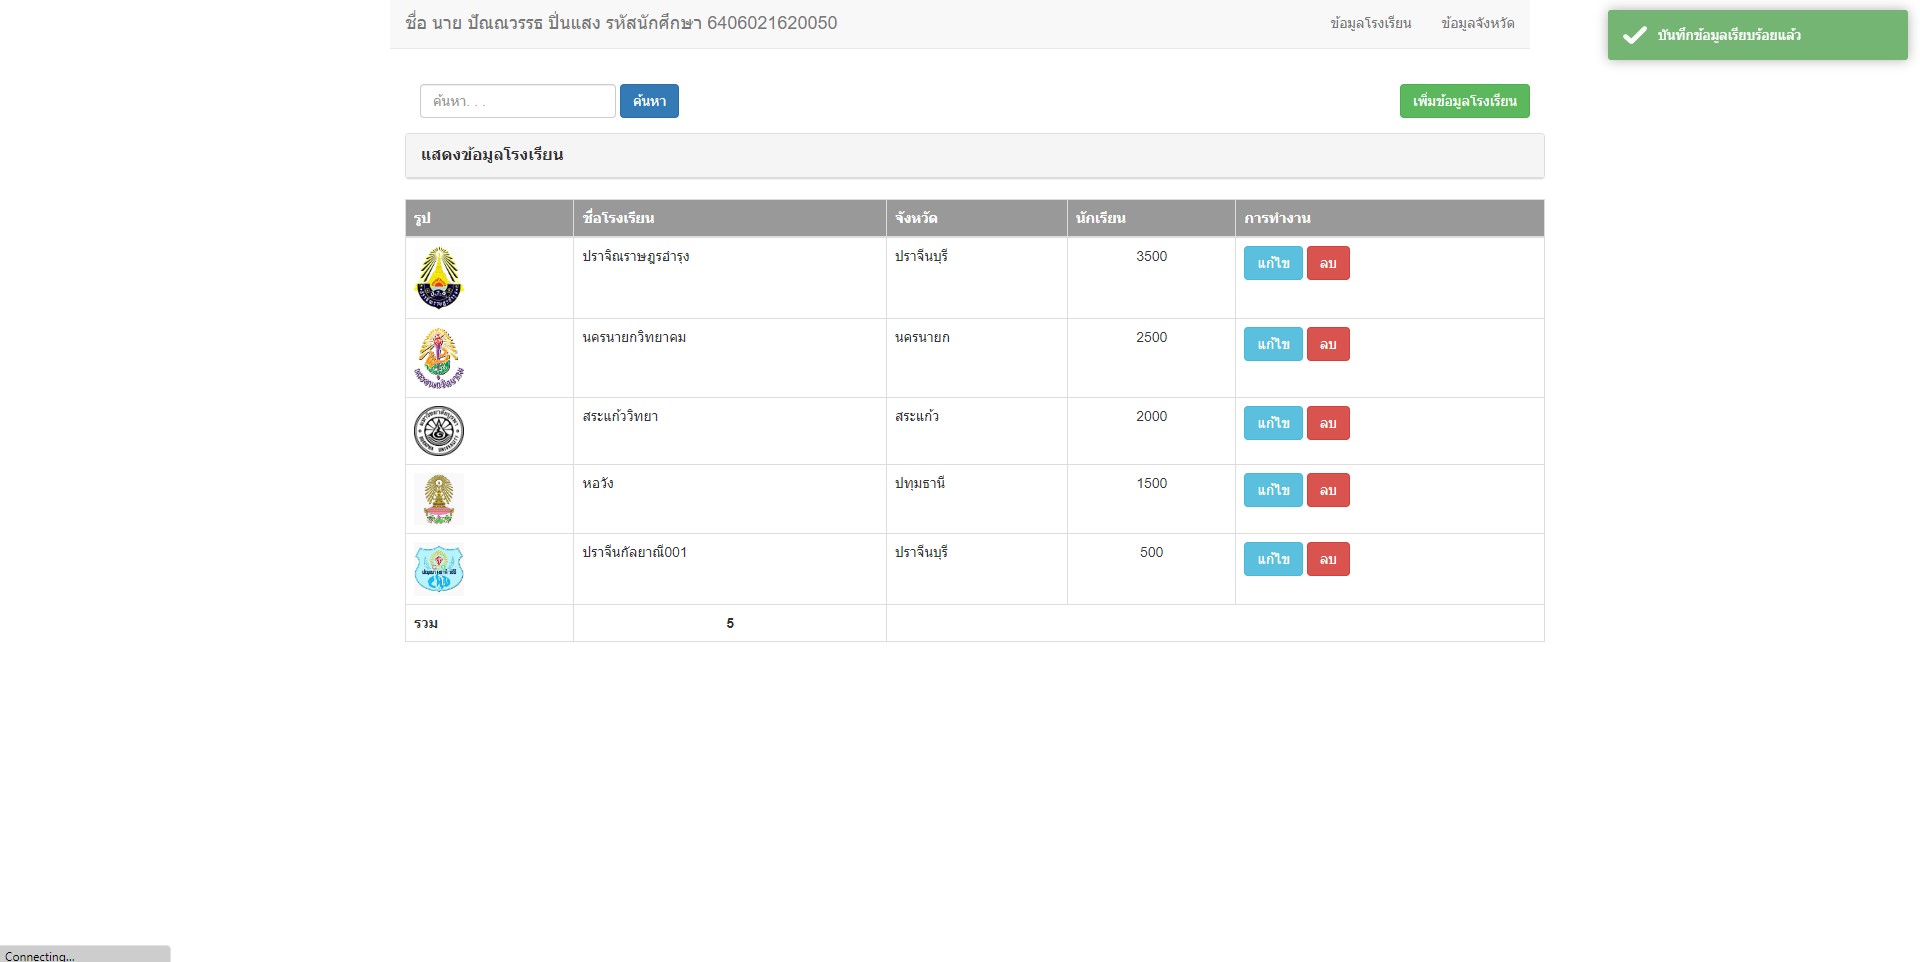 ชื่อ นาย ปัณณวรรธ ปิ่นแสง รหัสนักศึกษา 6406021620050
ข้อมูลโรงเรียน ข้อมูลจังหวัด
บันทึกข้อมูลเรียบร้อยแล้ว
ค้นหา. . . ค้นหา
เพิ่มข้อมูลโรงเรียน
แสดงข้อมูลโรงเรียน
รูป ชื่อโรงเรียน จังหวัด นักเรียน การทำงาน
ปราจิณราษฎรอำรุง ปราจีนบุรี 3500 แก้ไข ลบ
นครนายกวิทยาคม นครนายก 2500 แก้ไข ลบ
สระแก้ววิทยา สระแก้ว 2000 แก้ไข ลบ
หอวัง ปทุมธานี 1500 แก้ไข ลบ
ปราจีนกัลยาณี001 ปราจีนบุรี 500 แก้ไข ลบ
รวม 5
Connecting...